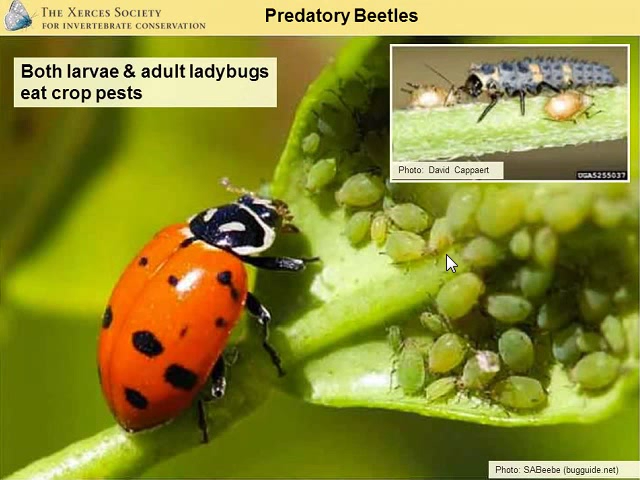 THE XERCES SOCIETY
FOR INVERTEBRATE CONSERVATION
Predatory Beetles
Both larvae & adult ladybugs
eat crop pests
Photo: David Cappaert
UGA5255037
Photo: SABeebe (bugguide.net)